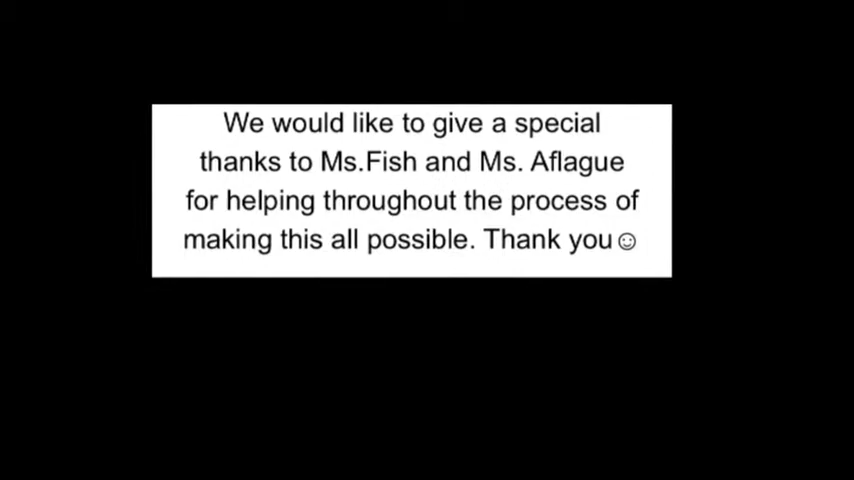 We would like to give a special
thanks to Ms.Fish and Ms. Aflague
for helping throughout the process of
making this all possible. Thank you☺